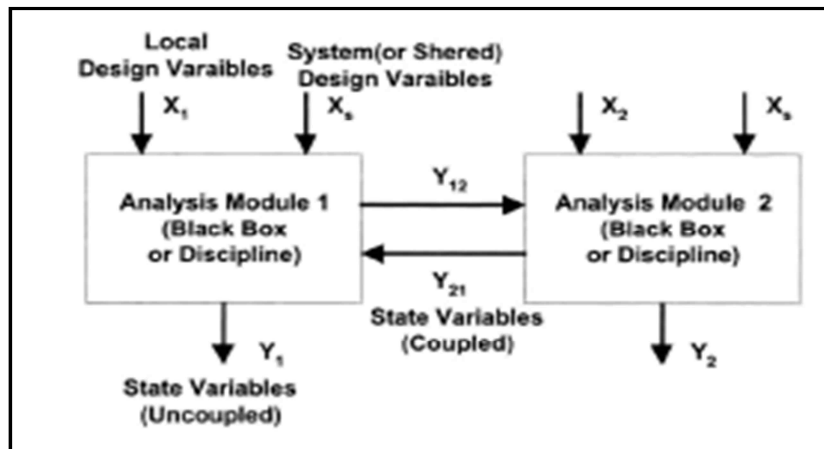 Local
Design Varaibles
System(or Shered)
Design Varaibles
X1
Xs
X2
Xs
Analysis Module 1
(Black Box
or Discipline)
Y12
Analysis Module 2
(Black Box
or Discipline)
Y21
State Variables
(Coupled)
Y1
State Variables
(Uncoupled)
Y2